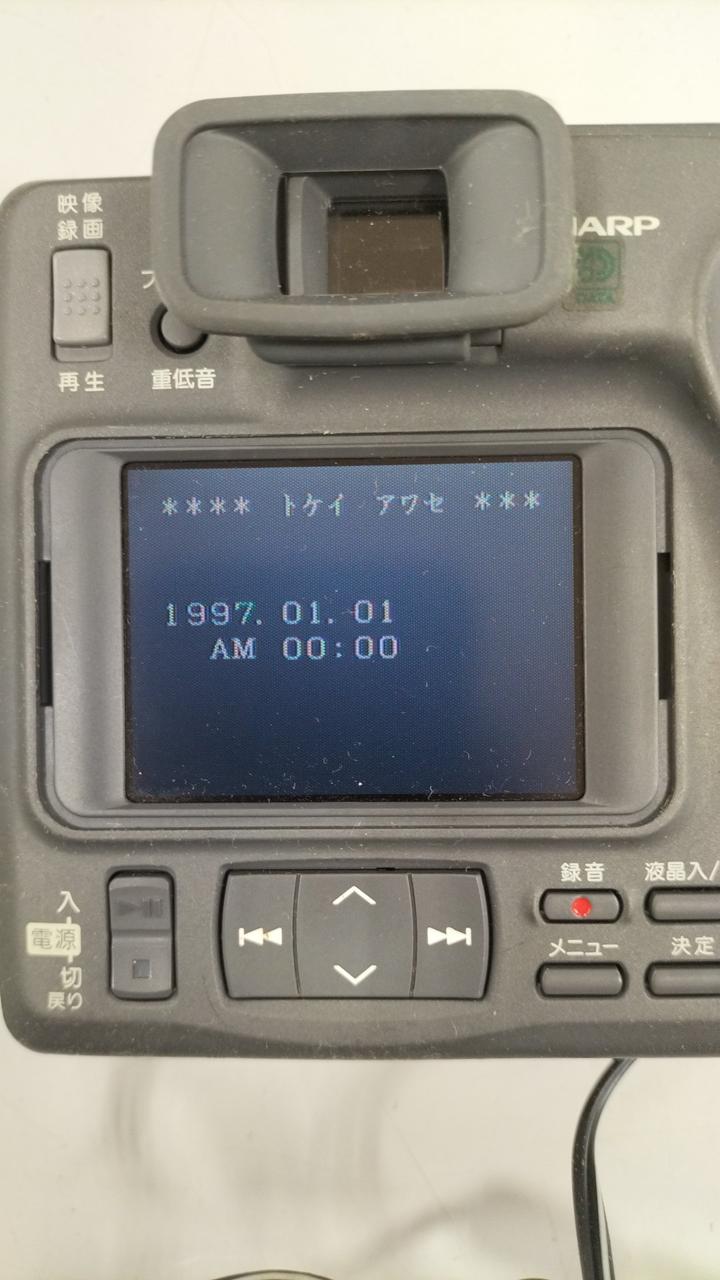 映像
録画
再生
重低音
ARP
DATA
**** トケイ アワセ ***
1997. 01. 01
AM 00:00
入
電源
切
戻り
録音
液晶入/
メニュー
決定